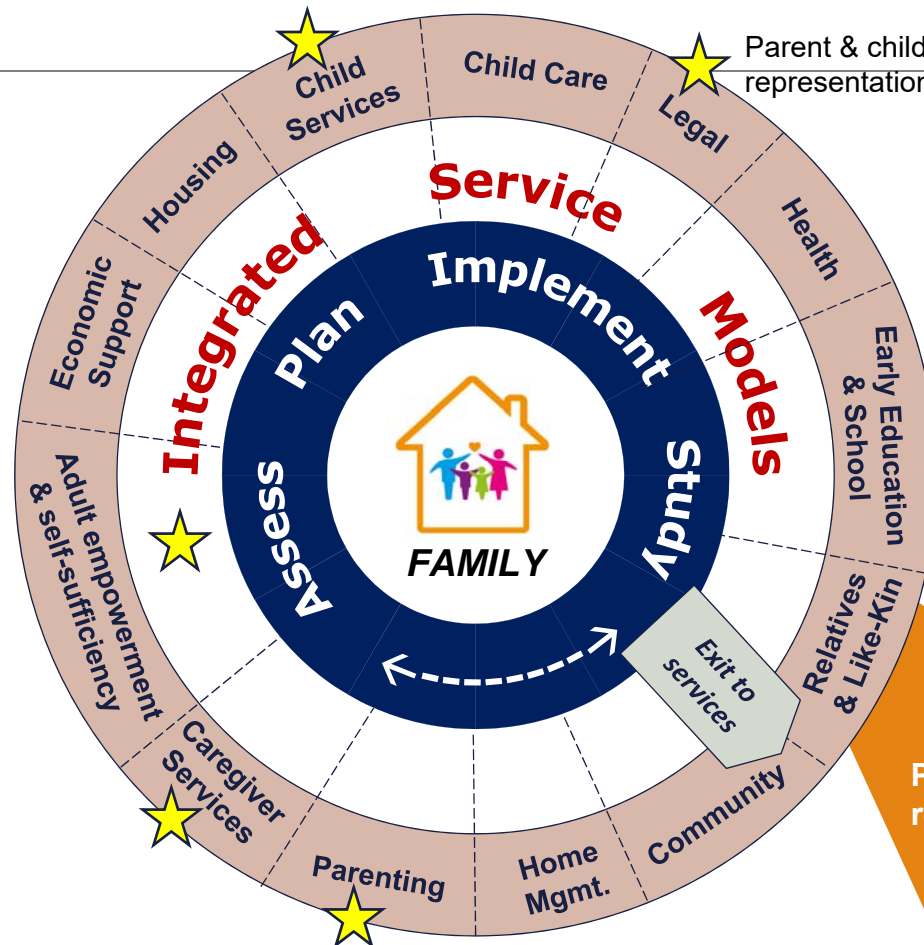 Parent & child
representation
Child
Services
Child Care
Legal
Health
Early Education
& School
Relatives
& Like-Kin
Community
Home
Mgmt.
Parenting
Caregiver
Services
Adult empowerment
& self-sufficiency
Economic
Support
Housing
Integrated
Service
Models
Assess
Plan
Implement
Study
FAMILY
Exit to
services